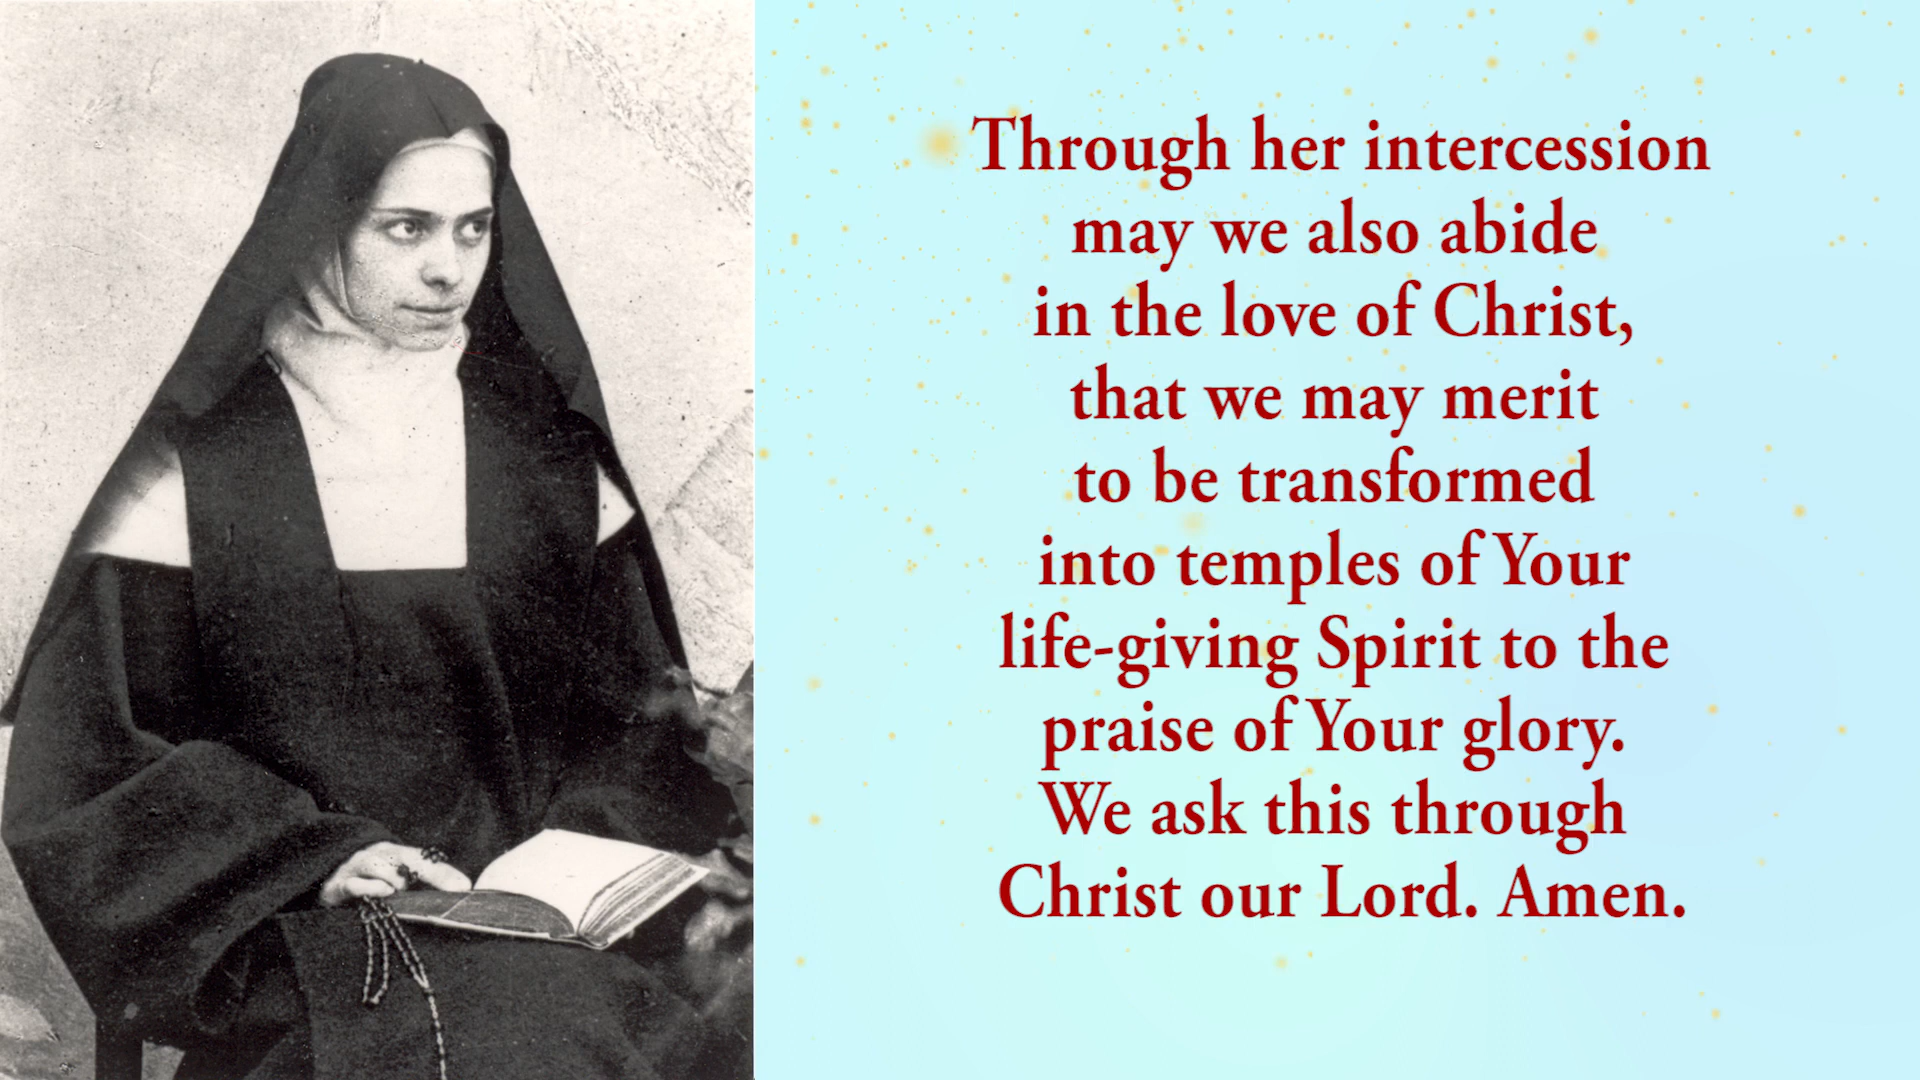 Through her intercession
may we also abide
in the love of Christ,
that we may merit
to be transformed
into temples of Your
life-giving Spirit to the
praise of Your glory.
We ask this through
Christ our Lord. Amen.